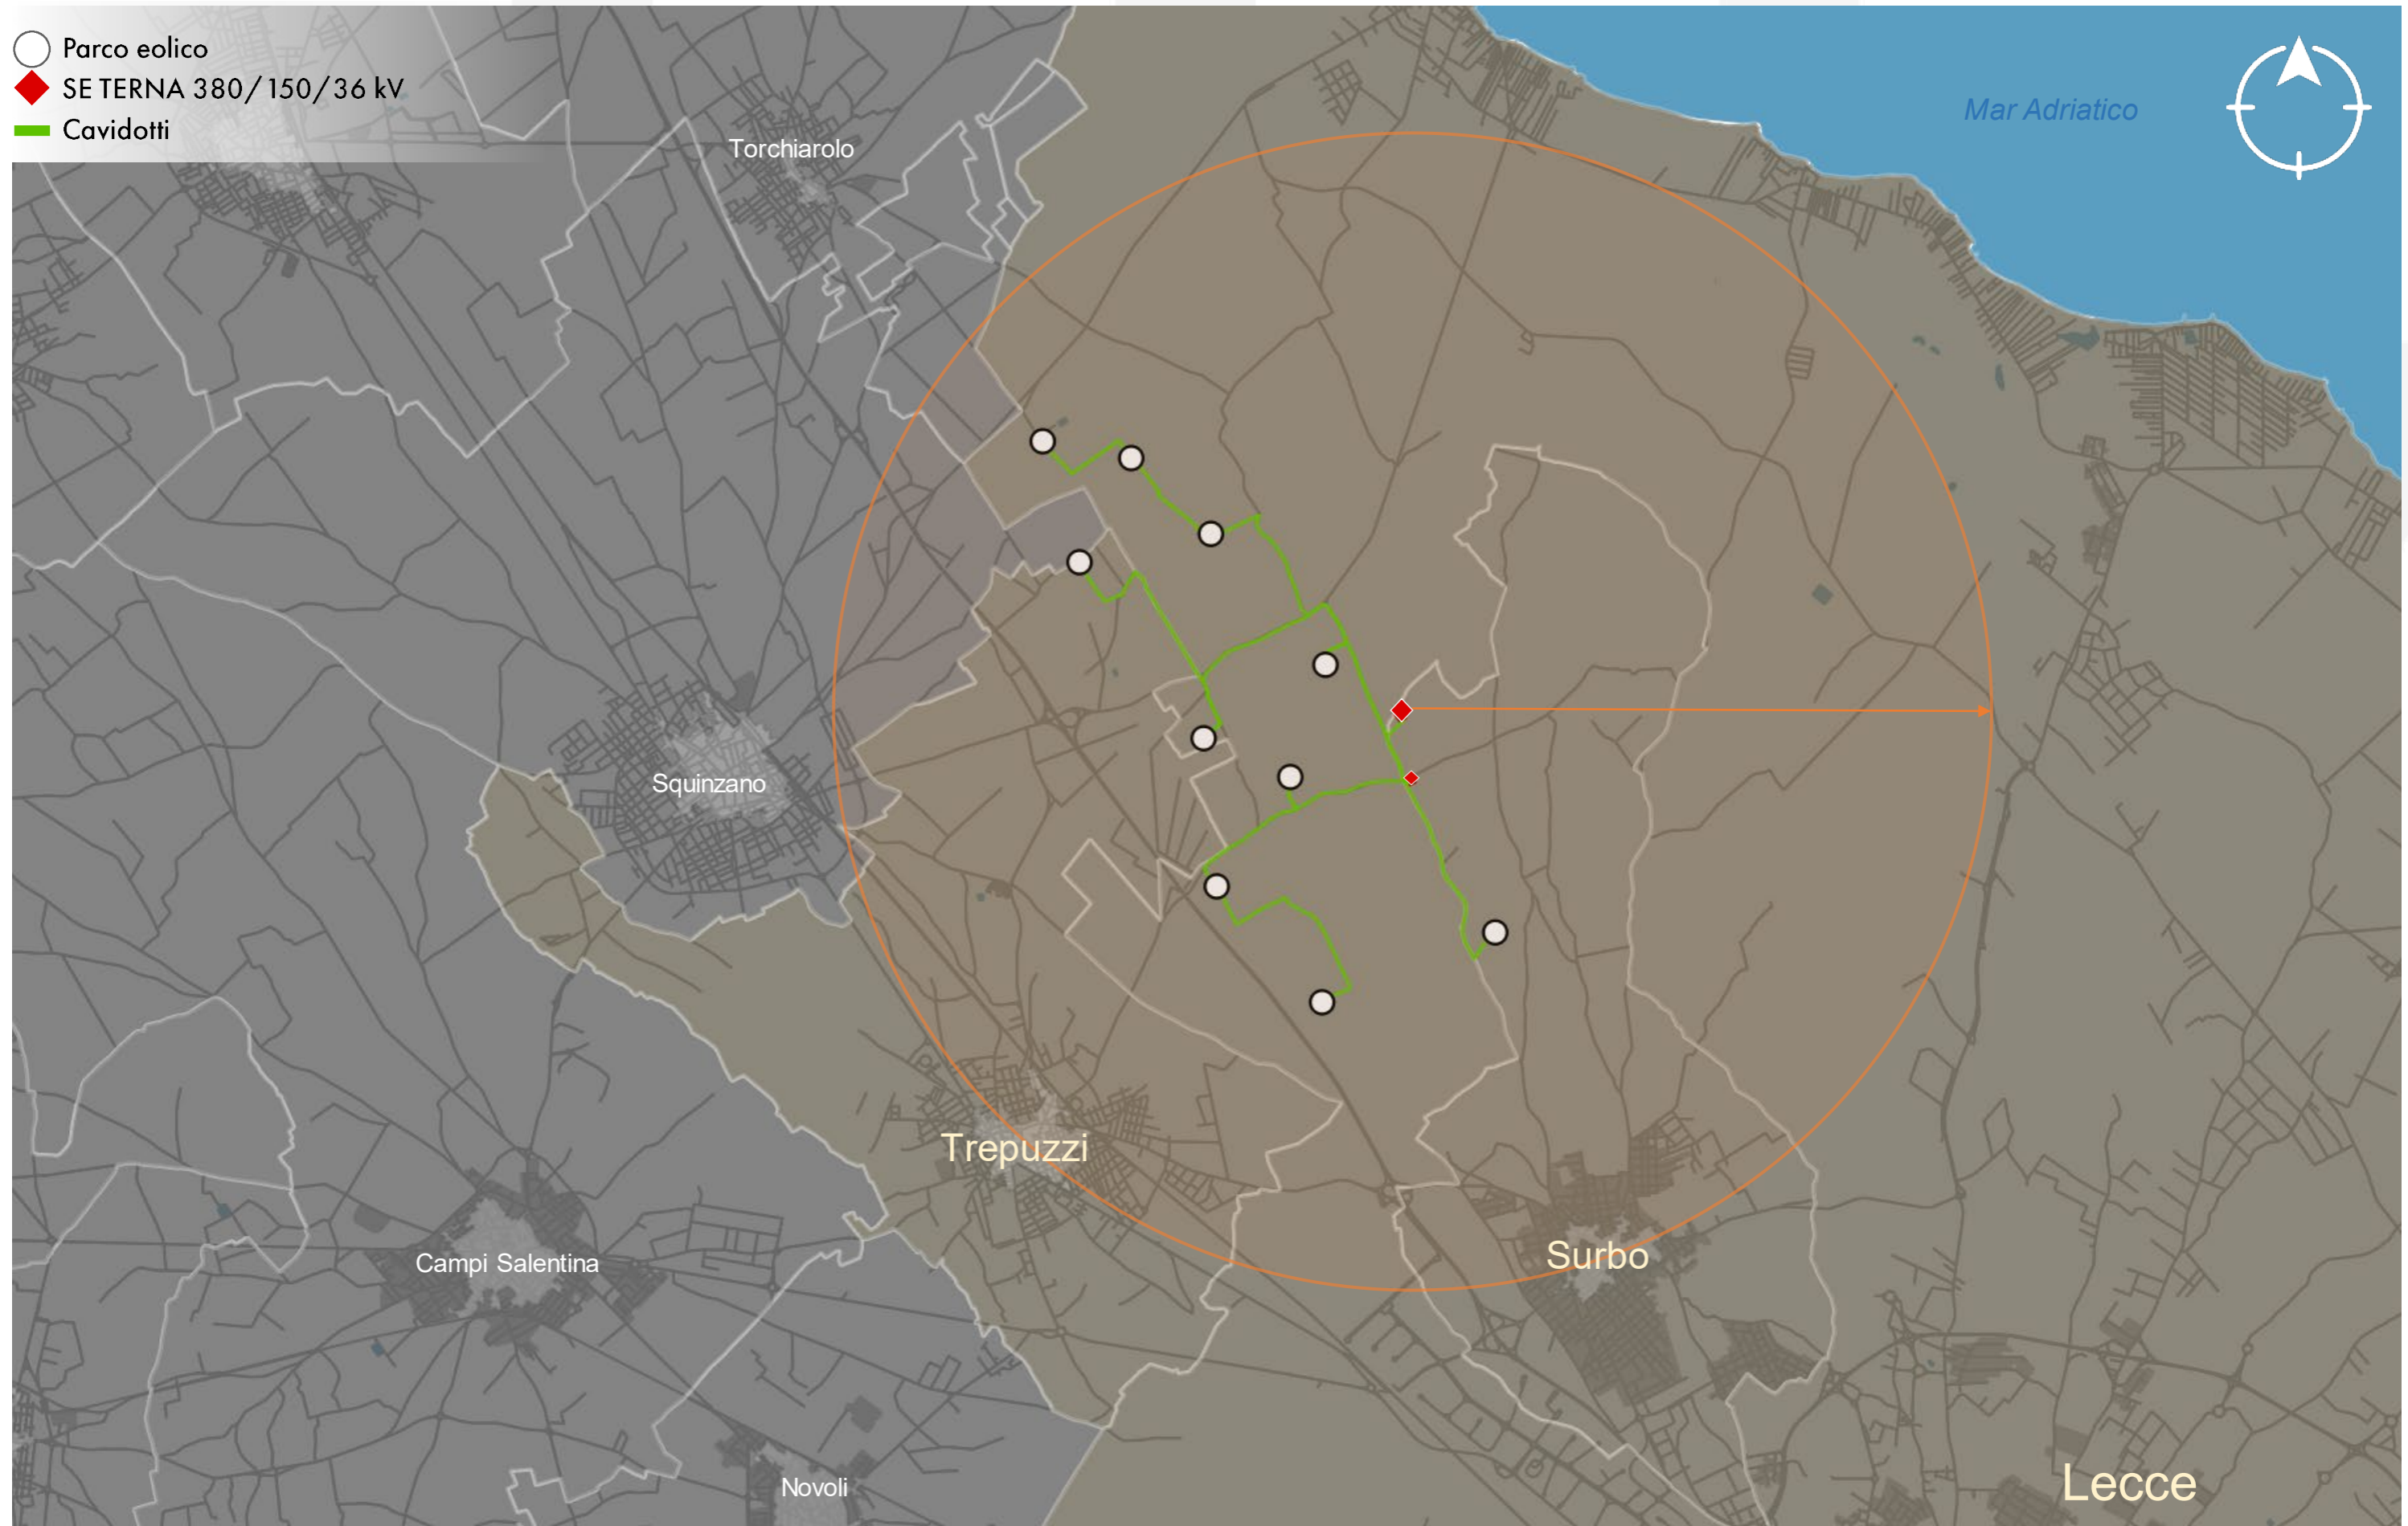 Parco eolico
SE TERNA 380/150/36 kV
Cavidotti
Mar Adriatico
Torchiarolo
Squinzano
Trepuzzi
Campi Salentina
Surbo
Novoli
Lecce